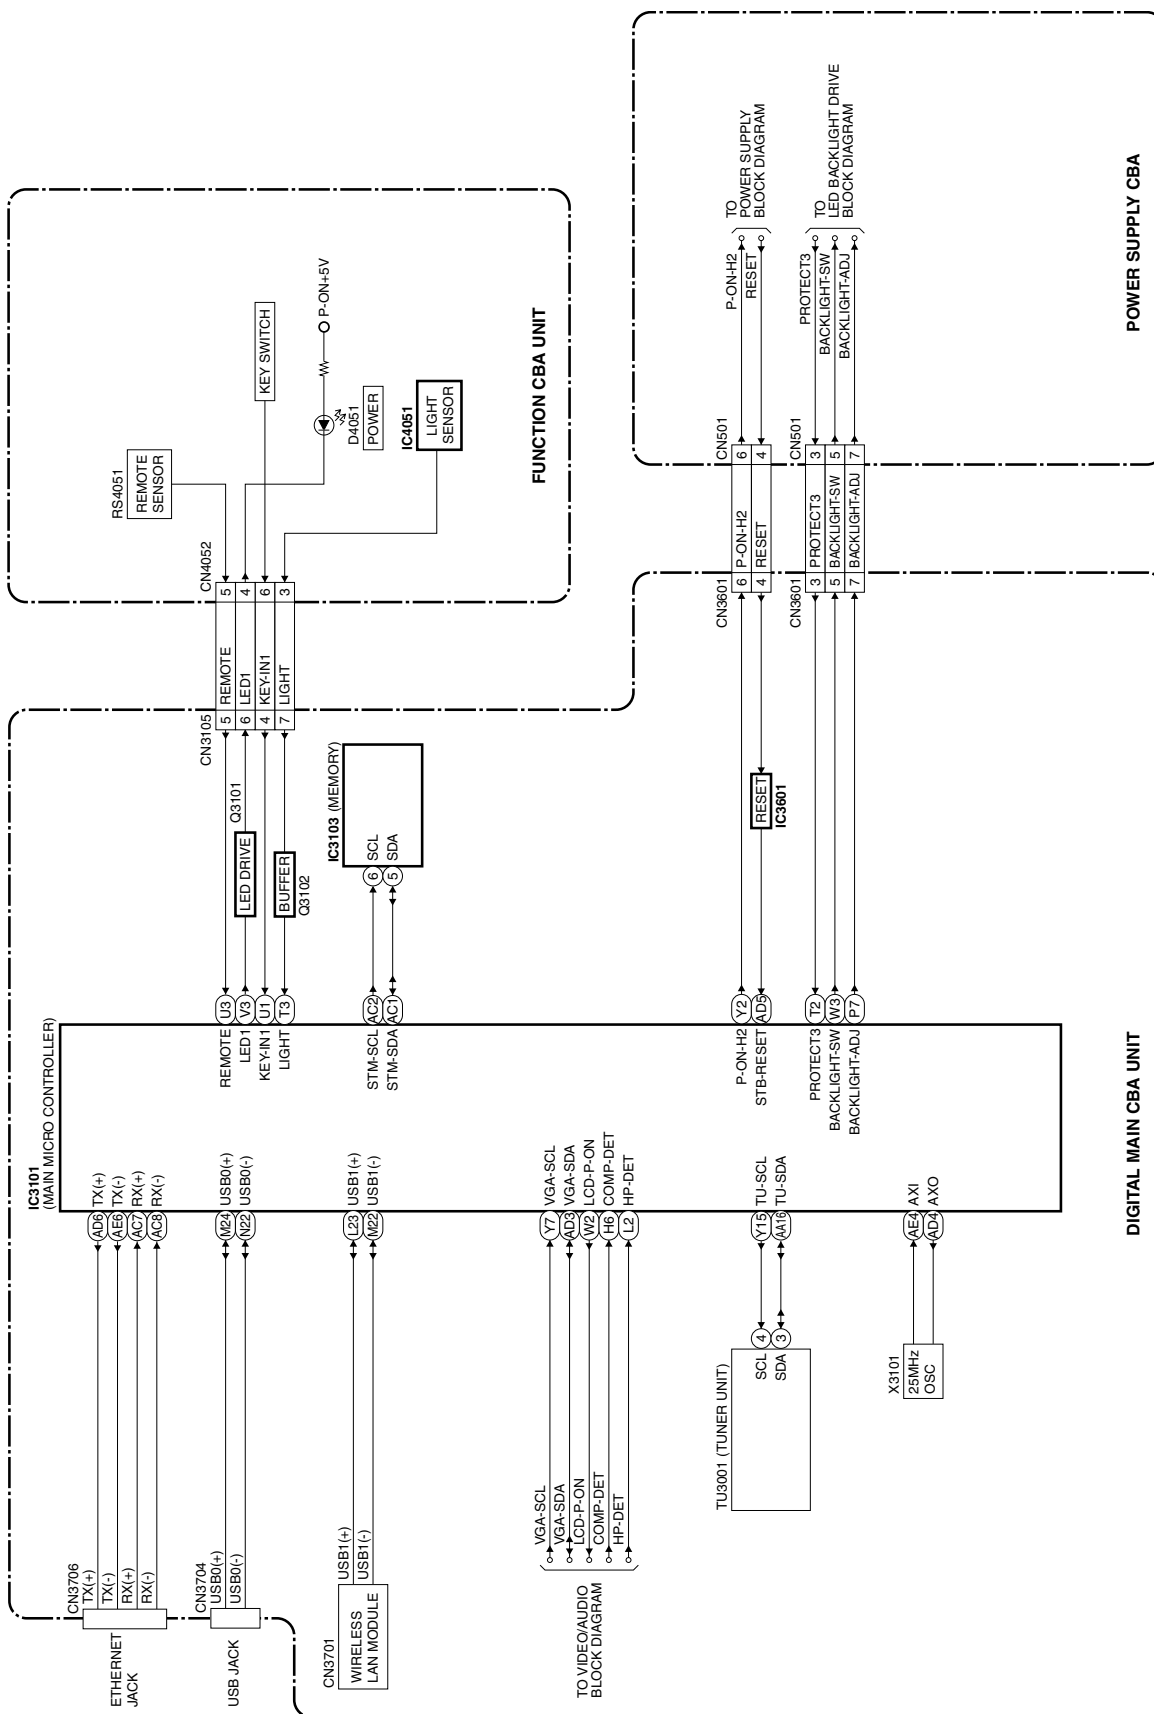 IC3101
(MAIN MICRO CONTROLLER)
DIGITAL MAIN CBA UNIT
CN3706
TX(+)
TX(-)
RX(+)
RX(-)
ETHERNET
JACK
AD6 TX(+)
AE6 TX(-)
AC7 RX(+)
AC8 RX(-)
CN3704
USB0(+)
USB0(-)
USB JACK
M24 USB0(+)
N22 USB0(-)
CN3701
WIRELESS
LAN MODULE
USB1(+)
USB1(-)
L23 USB1(+)
M22 USB1(-)
TO VIDEO/AUDIO
BLOCK DIAGRAM
VGA-SCL
VGA-SDA
LCD-P-ON
COMP-DET
HP-DET
Y7 VGA-SCL
AD3 VGA-SDA
W2 LCD-P-ON
H6 COMP-DET
L2 HP-DET
TU3001 (TUNER UNIT)
SCL 4
SDA 3
Y15 TU-SCL
AA16 TU-SDA
X3101
25MHz
OSC
AE4 AXI
AD4 AXO
REMOTE U3
LED1 V3
KEY-IN1 U1
LIGHT T3
LED DRIVE
Q3101
BUFFER
Q3102
STM-SCL AC2
STM-SDA AC1
IC3103 (MEMORY)
6 SCL
5 SDA
CN3105
CN4052
5 REMOTE 5
6 LED1 4
4 KEY-IN1 6
7 LIGHT 3
RS4051
REMOTE
SENSOR
KEY SWITCH
P-ON+5V
D4051
POWER
IC4051
LIGHT
SENSOR
FUNCTION CBA UNIT
P-ON-H2 Y2
STB-RESET AD5
RESET
IC3601
PROTECT3 T2
BACKLIGHT-SW W3
BACKLIGHT-ADJ P7
CN3601
CN501
6 P-ON-H2 6
4 RESET 4
CN3601
CN501
3 PROTECT3 3
5 BACKLIGHT-SW 5
7 BACKLIGHT-ADJ 7
P-ON-H2
RESET
TO
POWER SUPPLY
BLOCK DIAGRAM
PROTECT3
BACKLIGHT-SW
BACKLIGHT-ADJ
TO
LED BACKLIGHT DRIVE
BLOCK DIAGRAM
POWER SUPPLY CBA